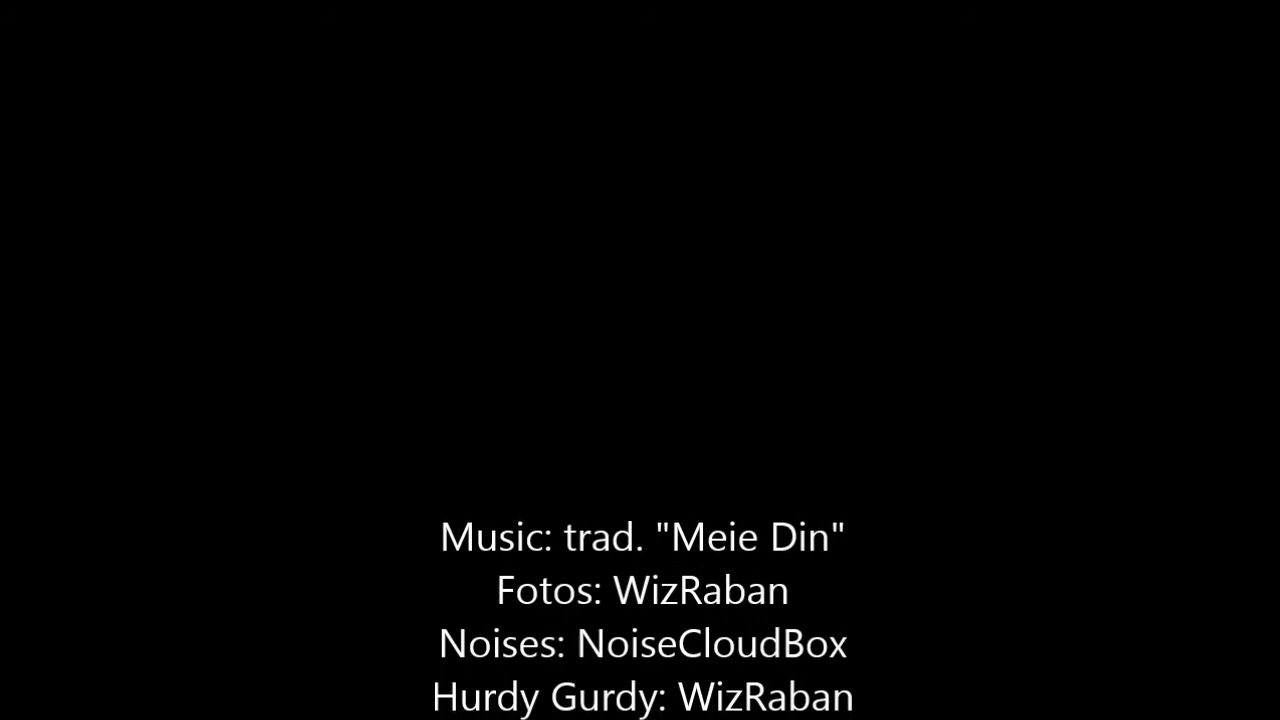 Music: trad. "Meie Din"
Fotos: WizRaban
Noises: NoiseCloudBox
Hurdy Gurdy: WizRaban